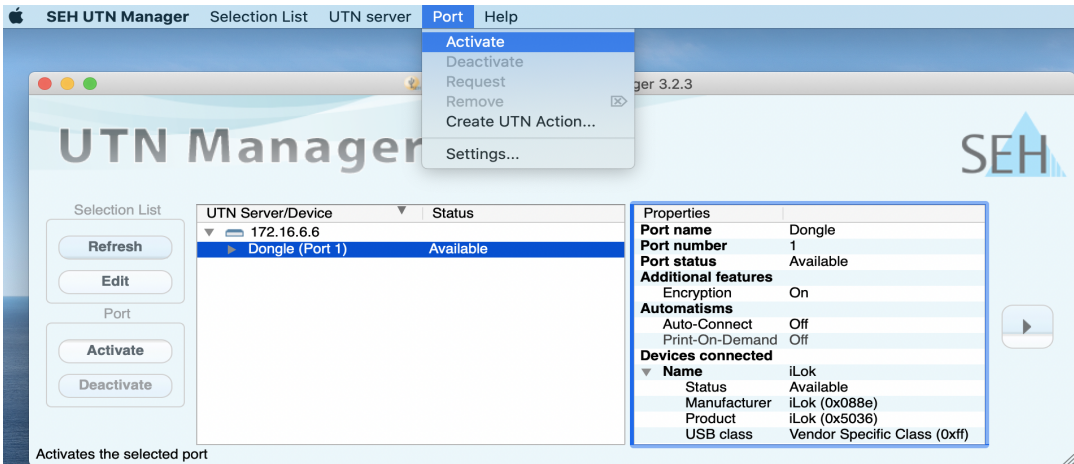 SEH UTN Manager Selection List UTN server Port Help
Activate
Deactivate
Request
Remove
Create UTN Action...
Settings...
ger 3.2.3
UTN Manager
SEH
Selection List
Refresh
Edit
Port
Activate
Deactivate
UTN Server/Device Status
172.16.6.6
Dongle (Port 1) Available
Properties
Port name Dongle
Port number 1
Port status Available
Additional features
Encryption On
Automatisms
Auto-Connect Off
Print-On-Demand Off
Devices connected
Name iLok
Status Available
Manufacturer iLok (0x088e)
Product iLok (0x5036)
USB class Vendor Specific Class (0xff)
Activates the selected port